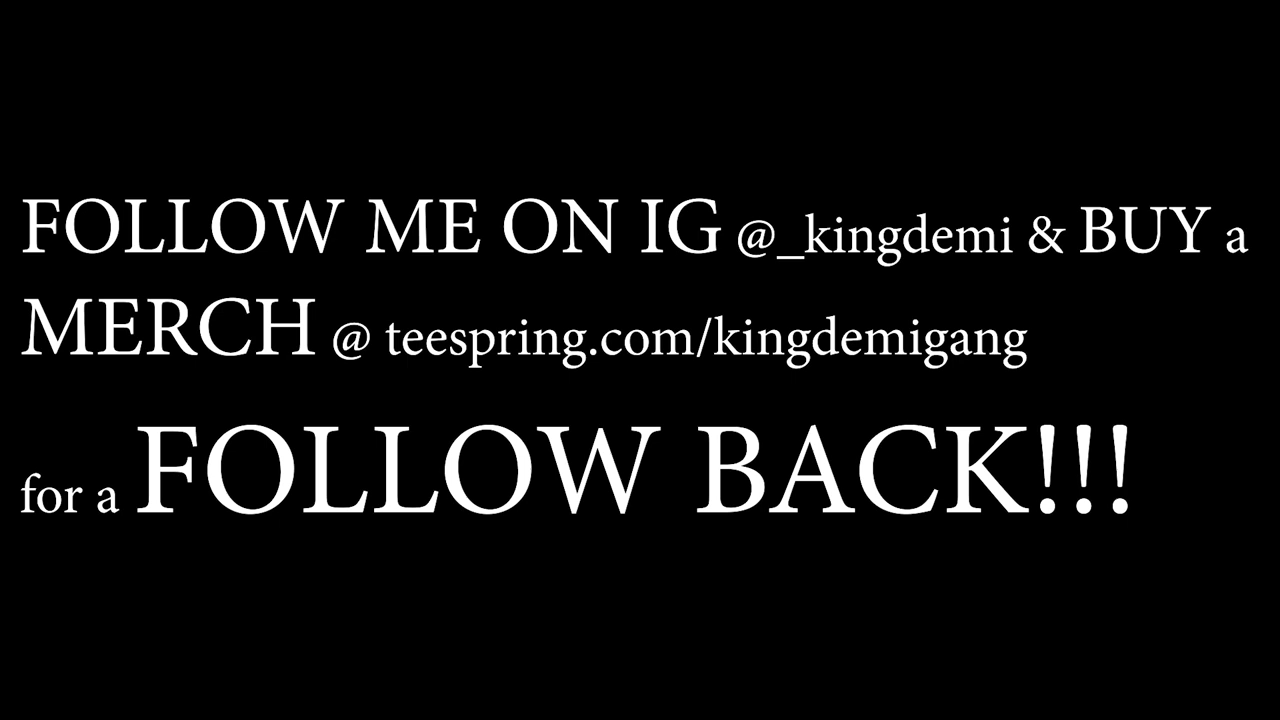 FOLLOW ME ON IG @_kingdemi & BUY a
MERCH @ teespring.com/kingdemigang
for a FOLLOW BACK!!!